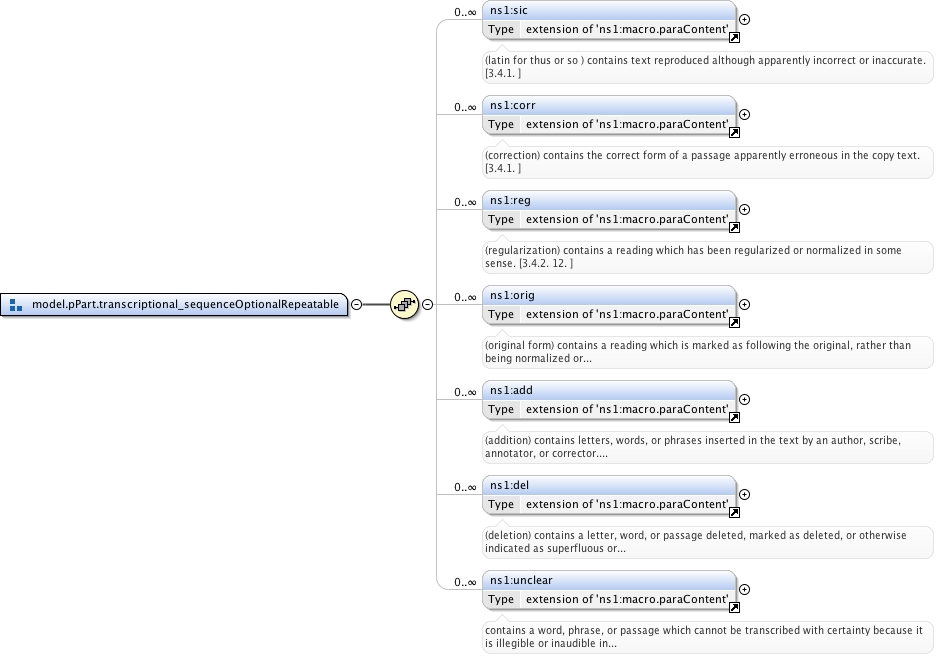 0..∞
ns1:sic
Type extension of 'ns1:macro.paraContent'
(latin for thus or so ) contains text reproduced although apparently incorrect or inaccurate.
[3.4.1. ]
0..∞
ns1:corr
Type extension of 'ns1:macro.paraContent'
(correction) contains the correct form of a passage apparently erroneous in the copy text.
[3.4.1. ]
0..∞
ns1:reg
Type extension of 'ns1:macro.paraContent'
(regularization) contains a reading which has been regularized or normalized in some
sense. [3.4.2. 12. ]
model.pPart.transcriptional_sequenceOptionalRepeatable
0..∞
ns1:orig
Type extension of 'ns1:macro.paraContent'
(original form) contains a reading which is marked as following the original, rather than
being normalized or...
0..∞
ns1:add
Type extension of 'ns1:macro.paraContent'
(addition) contains letters, words, or phrases inserted in the text by an author, scribe,
annotator, or corrector....
0..∞
ns1:del
Type extension of 'ns1:macro.paraContent'
(deletion) contains a letter, word, or passage deleted, marked as deleted, or otherwise
indicated as superfluous or...
0..∞
ns1:unclear
Type extension of 'ns1:macro.paraContent'
contains a word, phrase, or passage which cannot be transcribed with certainty because it
is illegible or inaudible in...